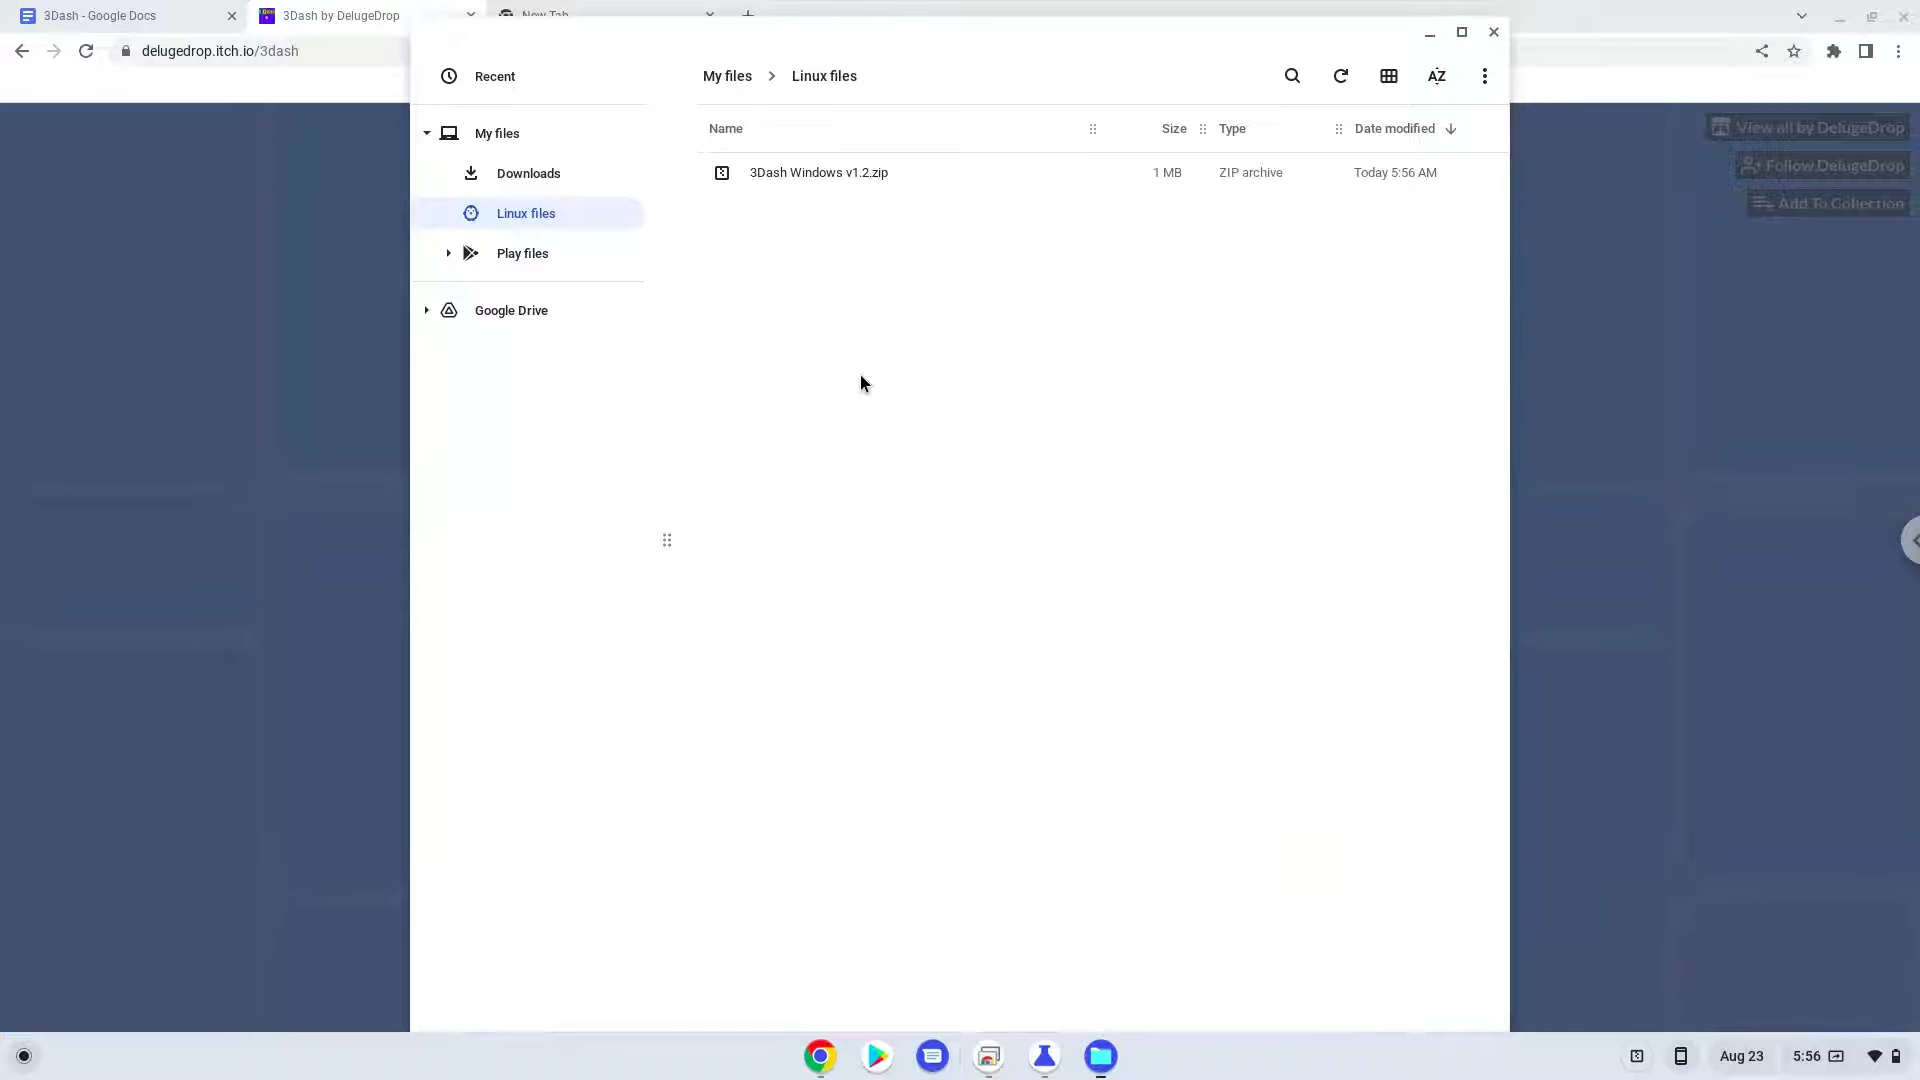 3Dash - Google Docs
3Dash by DelugeDrop
New Tab
delugedrop.itch.io/3dash
Recent
My files
Linux files
My files
Downloads
Linux files
Play files
Google Drive
Name
Size
Type
Date modified
3Dash Windows v1.2.zip
1 MB
ZIP archive
Today 5:56 AM
View all by DelugeDrop
Follow DelugeDrop
Add To Collection
Aug 23
5:56